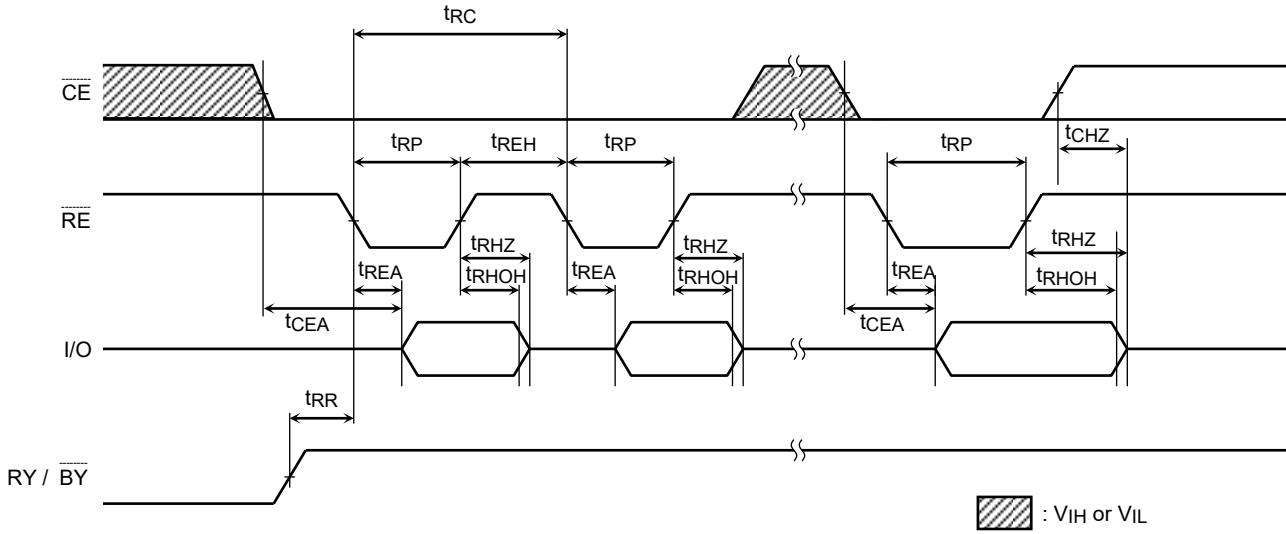 tRC
CE
tCHZ
tRP tREH tRP tRP
RE
tRHZ tRHZ tRHZ
tREA tRHOH tREA tRHOH tREA tRHOH
tCEA tCEA
I/O
tRR
RY / BY
: VIH or VIL